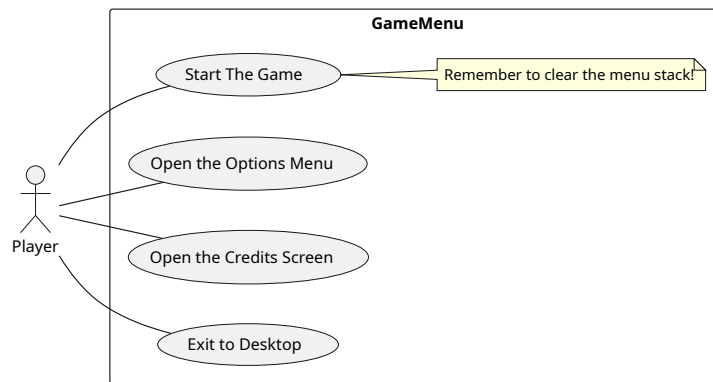 GameMenu
Start The Game
Remember to clear the menu stack!
Open the Options Menu
Player
Open the Credits Screen
Exit to Desktop